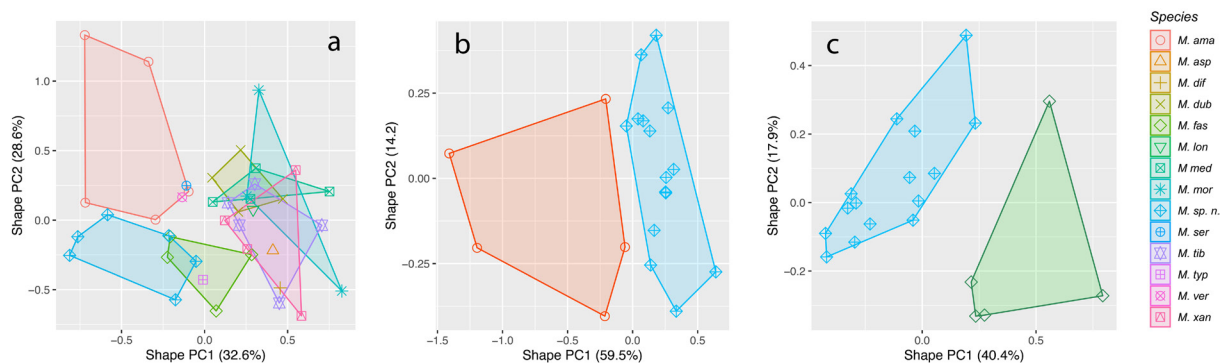 a
1.0
0.5
0.0
-0.5
Shape PC2 (28.6%)
-0.5
0.0
0.5
Shape PC1 (32.6%)
b
0.25
0.00
-0.25
Shape PC2 (14.2)
-1.5
-1.0
-0.5
0.0
0.5
Shape PC1 (59.5%)
c
0.4
0.2
0.0
-0.2
Shape PC2 (17.9%)
0.0
0.5
Shape PC1 (40.4%)
Species
M. ama
M. asp
M. dif
M. dub
M. fas
M. lon
M med
M. mor
M. sp. n.
M. ser
M. tib
M. typ
M. ver
M. xan